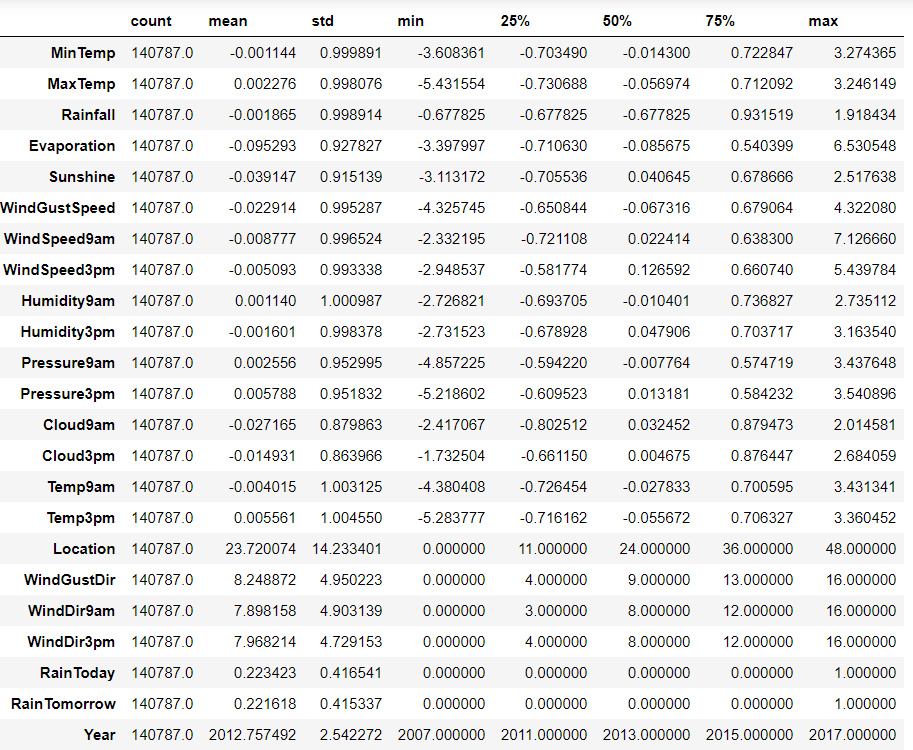 count mean std min 25% 50% 75% max
MinTemp 140787.0 -0.001144 0.999891 -3.608361 -0.703490 -0.014300 0.722847 3.274365
MaxTemp 140787.0 0.002276 0.998076 -5.431554 -0.730688 -0.056974 0.712092 3.246149
Rainfall 140787.0 -0.001865 0.998914 -0.677825 -0.677825 -0.677825 0.931519 1.918434
Evaporation 140787.0 -0.095293 0.927827 -3.397997 -0.710630 -0.085675 0.540399 6.530548
Sunshine 140787.0 -0.039147 0.915139 -3.113172 -0.705536 0.040645 0.678666 2.517638
WindGustSpeed 140787.0 -0.022914 0.995287 -4.325745 -0.650844 -0.067316 0.679064 4.322080
WindSpeed9am 140787.0 -0.008777 0.996524 -2.332195 -0.721108 0.022414 0.638300 7.126660
WindSpeed3pm 140787.0 -0.005093 0.993338 -2.948537 -0.581774 0.126592 0.660740 5.439784
Humidity9am 140787.0 0.001140 1.000987 -2.726821 -0.693705 -0.010401 0.736827 2.735112
Humidity3pm 140787.0 -0.001601 0.998378 -2.731523 -0.678928 0.047906 0.703717 3.163540
Pressure9am 140787.0 0.002556 0.952995 -4.857225 -0.594220 -0.007764 0.574719 3.437648
Pressure3pm 140787.0 0.005788 0.951832 -5.218602 -0.609523 0.013181 0.584232 3.540896
Cloud9am 140787.0 -0.027165 0.879863 -2.417067 -0.802512 0.032452 0.879473 2.014581
Cloud3pm 140787.0 -0.014931 0.863966 -1.732504 -0.661150 0.004675 0.876447 2.684059
Temp9am 140787.0 -0.004015 1.003125 -4.380408 -0.726454 -0.027833 0.700595 3.431341
Temp3pm 140787.0 0.005561 1.004550 -5.283777 -0.716162 -0.055672 0.706327 3.360452
Location 140787.0 23.720074 14.233401 0.000000 11.000000 24.000000 36.000000 48.000000
WindGustDir 140787.0 8.248872 4.950223 0.000000 4.000000 9.000000 13.000000 16.000000
WindDir9am 140787.0 7.898158 4.903139 0.000000 3.000000 8.000000 12.000000 16.000000
WindDir3pm 140787.0 7.968214 4.729153 0.000000 4.000000 8.000000 12.000000 16.000000
RainToday 140787.0 0.223423 0.416541 0.000000 0.000000 0.000000 0.000000 1.000000
RainTomorrow 140787.0 0.221618 0.415337 0.000000 0.000000 0.000000 0.000000 1.000000
Year 140787.0 2012.757492 2.542272 2007.000000 2011.000000 2013.000000 2015.000000 2017.000000